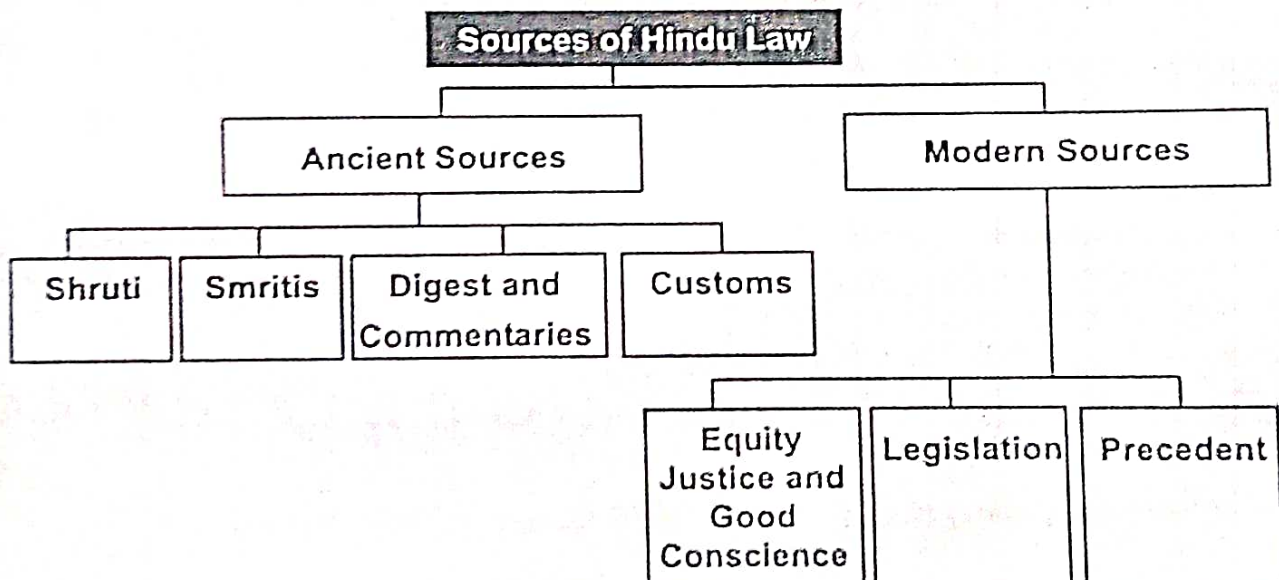 Sources of Hindu Law
Ancient Sources
Modern Sources
Shruti
Smritis
Digest and
Commentaries
Customs
Equity
Justice and
Good
Conscience
Legislation
Precedent